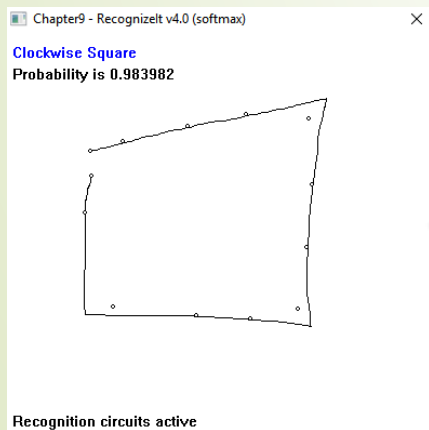 Chapter9 - RecognizeIt v4.0 (softmax)
Clockwise Square
Probability is 0.983982
Recognition circuits active